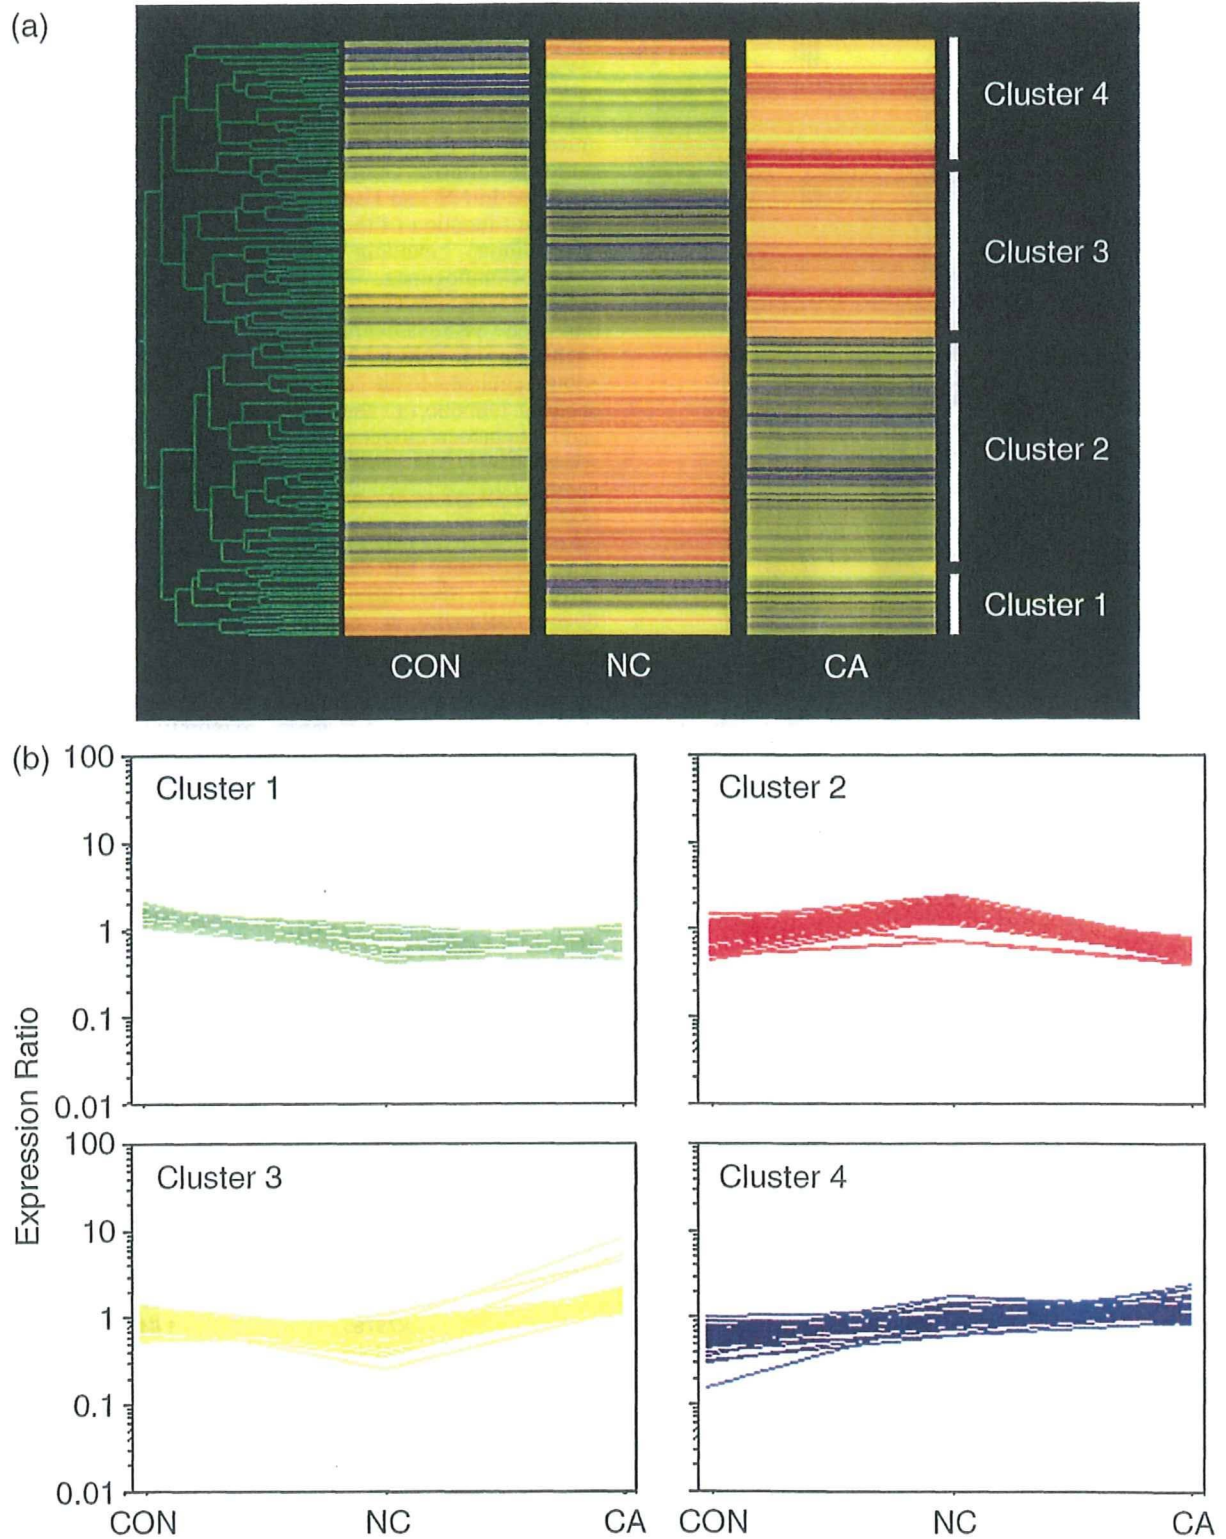 (a)
Cluster 4
Cluster 3
Cluster 2
Cluster 1
CON NC CA
(b)
Expression Ratio
100
10
1
0.1
0.01
Cluster 1
Cluster 2
100
10
1
0.1
0.01
Cluster 3
Cluster 4
CON NC CA CON NC CA